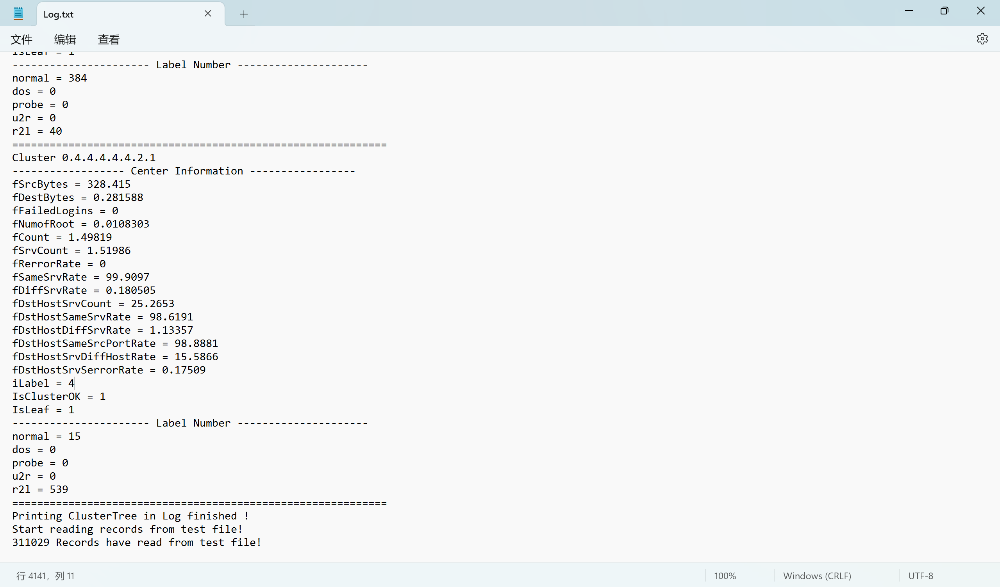 Log.txt
文件 编辑 查看
IsLeaf = 1
---------------------- Label Number ---------------------
normal = 384
dos = 0
probe = 0
u2r = 0
r2l = 40
============================================================
Cluster 0.4.4.4.4.4.2.1
------------------ Center Information -----------------
fSrcBytes = 328.415
fDestBytes = 0.281588
fFailedLogins = 0
fNumofRoot = 0.0108303
fCount = 1.49819
fSrvCount = 1.51986
fRerrorRate = 0
fSameSrvRate = 99.9097
fDiffSrvRate = 0.180505
fDstHostSrvCount = 25.2653
fDstHostSameSrvRate = 98.6191
fDstHostDiffSrvRate = 1.13357
fDstHostSameSrcPortRate = 98.8881
fDstHostSrvDiffHostRate = 15.5866
fDstHostSrvSerrorRate = 0.17509
iLabel = 4
IsClusterOK = 1
IsLeaf = 1
---------------------- Label Number ---------------------
normal = 15
dos = 0
probe = 0
u2r = 0
r2l = 539
============================================================
Printing ClusterTree in Log finished !
Start reading records from test file!
311029 Records have read from test file!
行 4141，列 11 100% Windows (CRLF) UTF-8